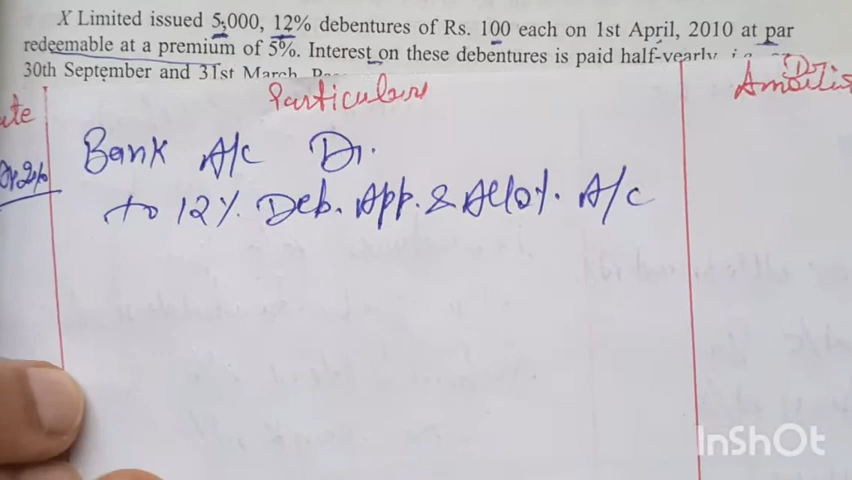 X Limited issued 5,000, 12% debentures of Rs. 100 each on 1st April, 2010 at par
redeemable at a premium of 5%. Interest on these debentures is paid half-yearly
30th September and 31st March.
Particulars
Dr.
Bank A/c Dr.
to 12%. Deb. App. & Allot. A/c
InShOt